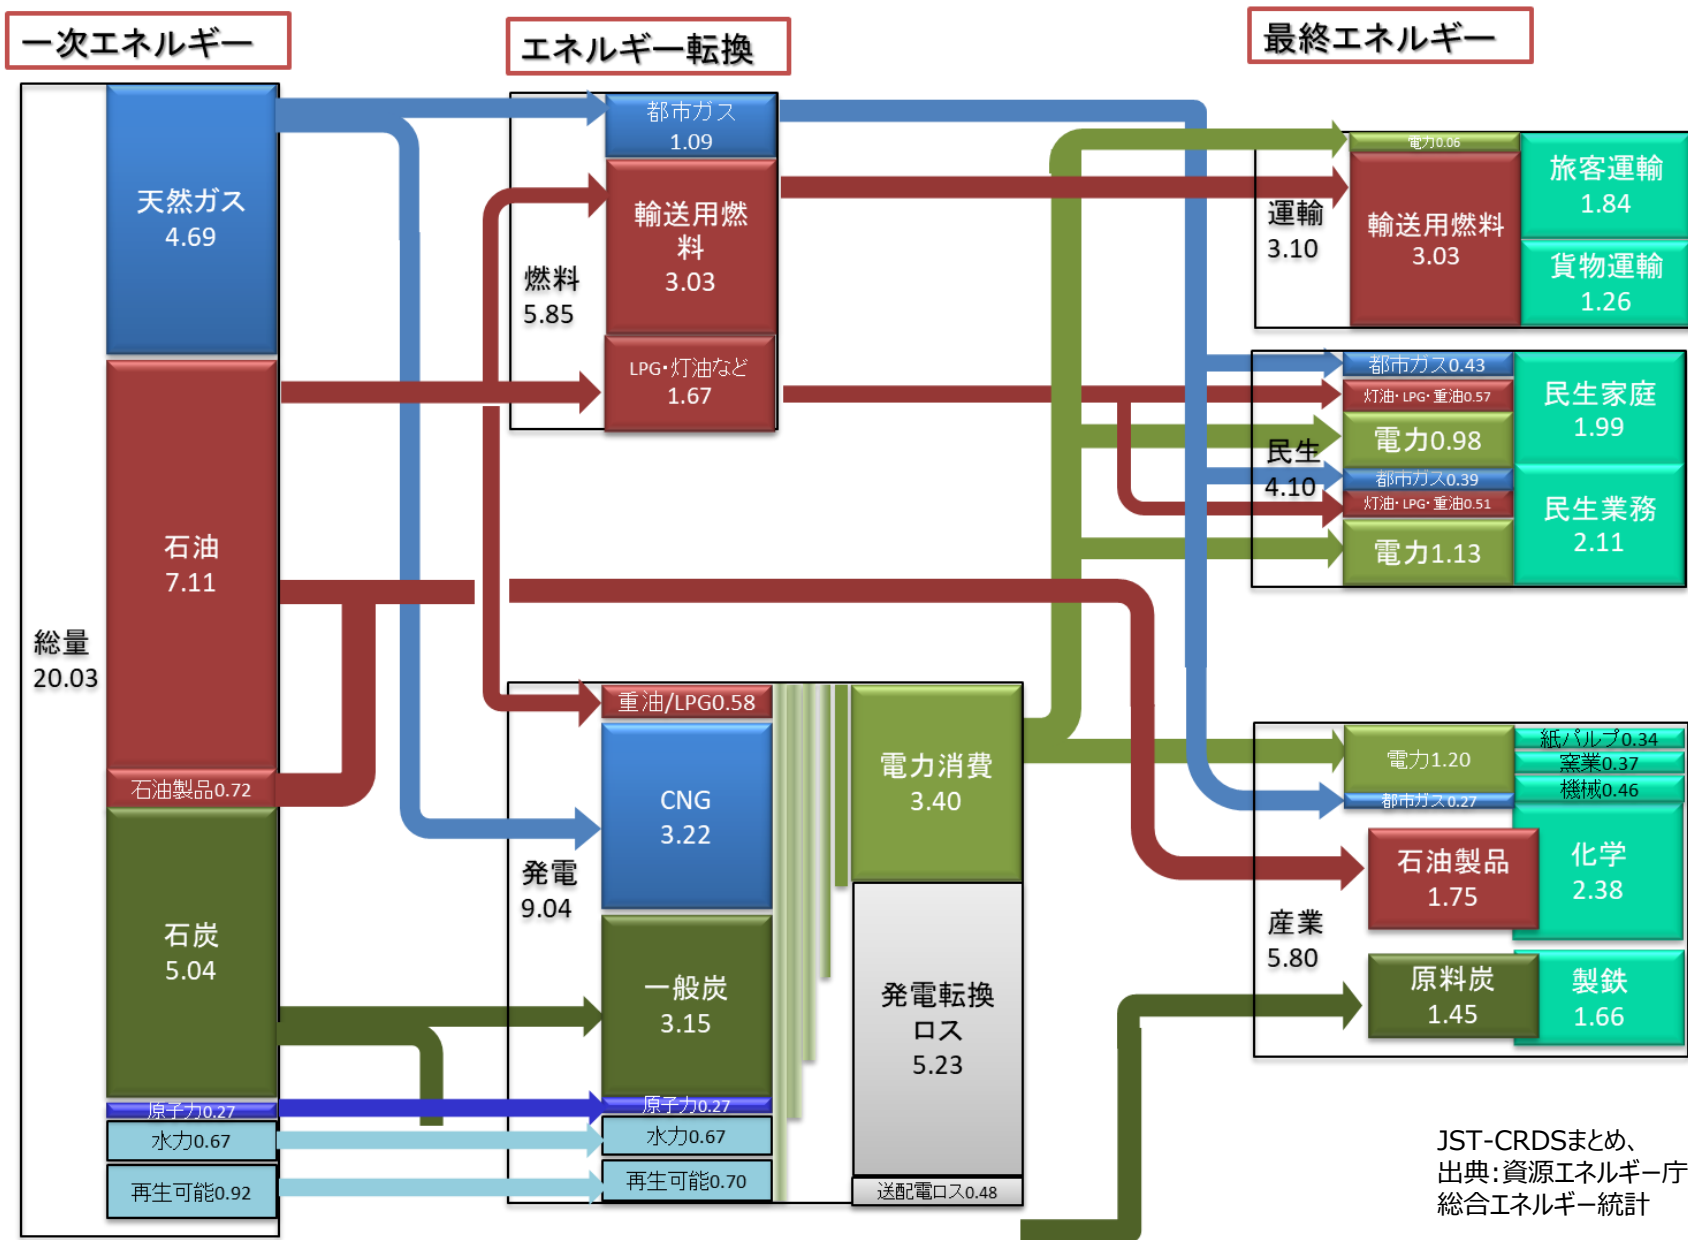 一次エネルギー
エネルギー転換
最終エネルギー
総量
20.03
天然ガス
4.69
石油
7.11
石油製品0.72
石炭
5.04
原子力0.27
水力0.67
再生可能0.92
燃料
5.85
都市ガス
1.09
輸送用燃
料
3.03
LPG・灯油など
1.67
発電
9.04
重油/LPG0.58
CNG
3.22
一般炭
3.15
原子力0.27
水力0.67
再生可能0.70
電力消費
3.40
発電転換
ロス
5.23
送配電ロス0.48
運輸
3.10
電力0.06
輸送用燃料
3.03
旅客運輸
1.84
貨物運輸
1.26
民生
4.10
都市ガス0.43
灯油・LPG・重油0.57
電力0.98
都市ガス0.39
灯油・LPG・重油0.51
電力1.13
民生家庭
1.99
民生業務
2.11
産業
5.80
電力1.20
都市ガス0.27
石油製品
1.75
原料炭
1.45
紙パルプ0.34
窯業0.37
機械0.46
化学
2.38
製鉄
1.66
JST-CRDSまとめ、
出典：資源エネルギー庁
総合エネルギー統計